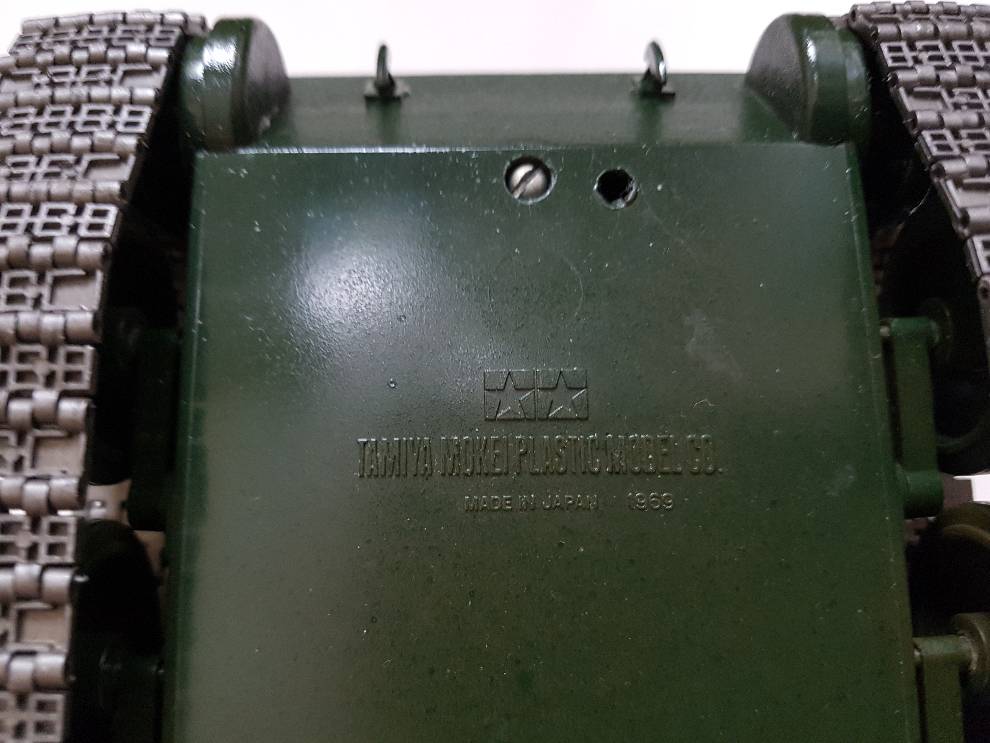 TAMIYA MOKEI PLASTIC MODEL CO.
MADE IN JAPAN 1969